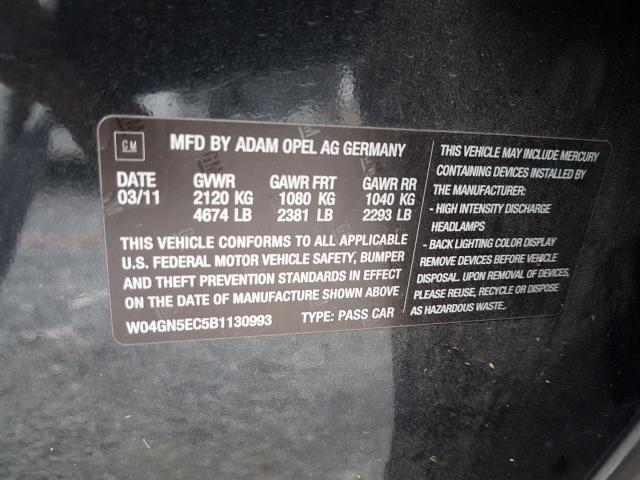 GM
MFD BY ADAM OPEL AG GERMANY
DATE GVWR GAWR FRT GAWR RR
03/11 2120 KG 1080 KG 1040 KG
4674 LB 2381 LB 2293 LB
THIS VEHICLE CONFORMS TO ALL APPLICABLE
U.S. FEDERAL MOTOR VEHICLE SAFETY, BUMPER
AND THEFT PREVENTION STANDARDS IN EFFECT
ON THE DATE OF MANUFACTURE SHOWN ABOVE
W04GN5EC5B1130993 TYPE: PASS CAR
THIS VEHICLE MAY INCLUDE MERCURY
CONTAINING DEVICES INSTALLED BY
THE MANUFACTURER:
- HIGH INTENSITY DISCHARGE
HEADLAMPS
- BACK LIGHTING COLOR DISPLAY
REMOVE DEVICES BEFORE VEHICLE
DISPOSAL. UPON REMOVAL OF DEVICES,
PLEASE REUSE, RECYCLE OR DISPOSE
AS HAZARDOUS WASTE.